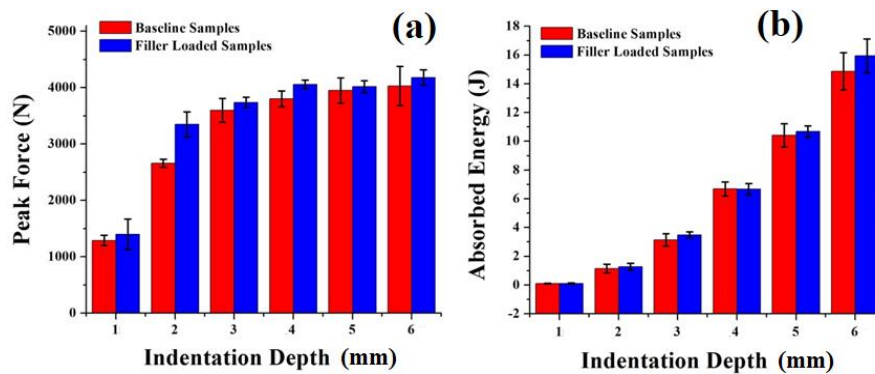 (a)
Baseline Samples
Filler Loaded Samples
Peak Force (N)
5000
4000
3000
2000
1000
0
1 2 3 4 5 6
Indentation Depth (mm)
(b)
Baseline Samples
Filler Loaded Samples
Absorbed Energy (J)
18
16
14
12
10
8
6
4
2
0
-2
1 2 3 4 5 6
Indentation Depth (mm)